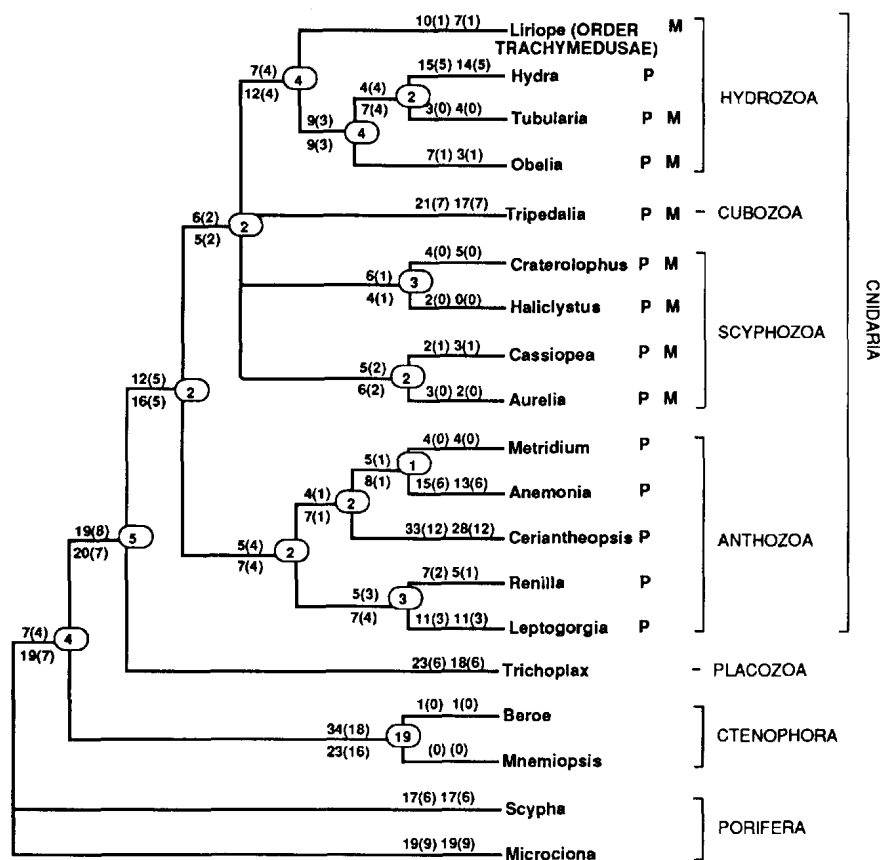 10(1) 7(1)
Liriope (ORDER TRACHYMEDUSAE) M
7(4)
12(4)
4
15(5) 14(5)
Hydra P
4(4)
7(4)
2
HYDROZOA
3(0) 4(0)
Tubularia P M
9(3)
9(3)
4
7(1) 3(1)
Obelia P M
6(2)
5(2)
2
21(7) 17(7)
Tripedalia P M - CUBOZOA
4(0) 5(0)
Craterolophus P M
6(1)
4(1)
3
2(0) 0(0)
Haliclystus P M
SCYPHOZOA
CNIDARIA
2(1) 3(1)
Cassiopea P M
5(2)
6(2)
2
3(0) 2(0)
Aurelia P M
12(5)
16(5)
2
4(0) 4(0)
Metridium P
5(1)
8(1)
1
15(6) 13(6)
Anemonia P
4(1)
7(1)
2
33(12) 28(12)
Ceriantheopsis P
ANTHOZOA
5(4)
7(4)
2
7(2) 5(1)
Renilla P
5(3)
7(4)
3
11(3) 11(3)
Leptogorgia P
19(8)
20(7)
5
23(6) 18(6)
Trichoplax - PLACOZOA
7(4)
19(7)
4
1(0) 1(0)
Beroe
34(18)
23(16)
19
CTENOPHORA
(0) (0)
Mnemiopsis
17(6) 17(6)
Scypha
PORIFERA
19(9) 19(9)
Microciona